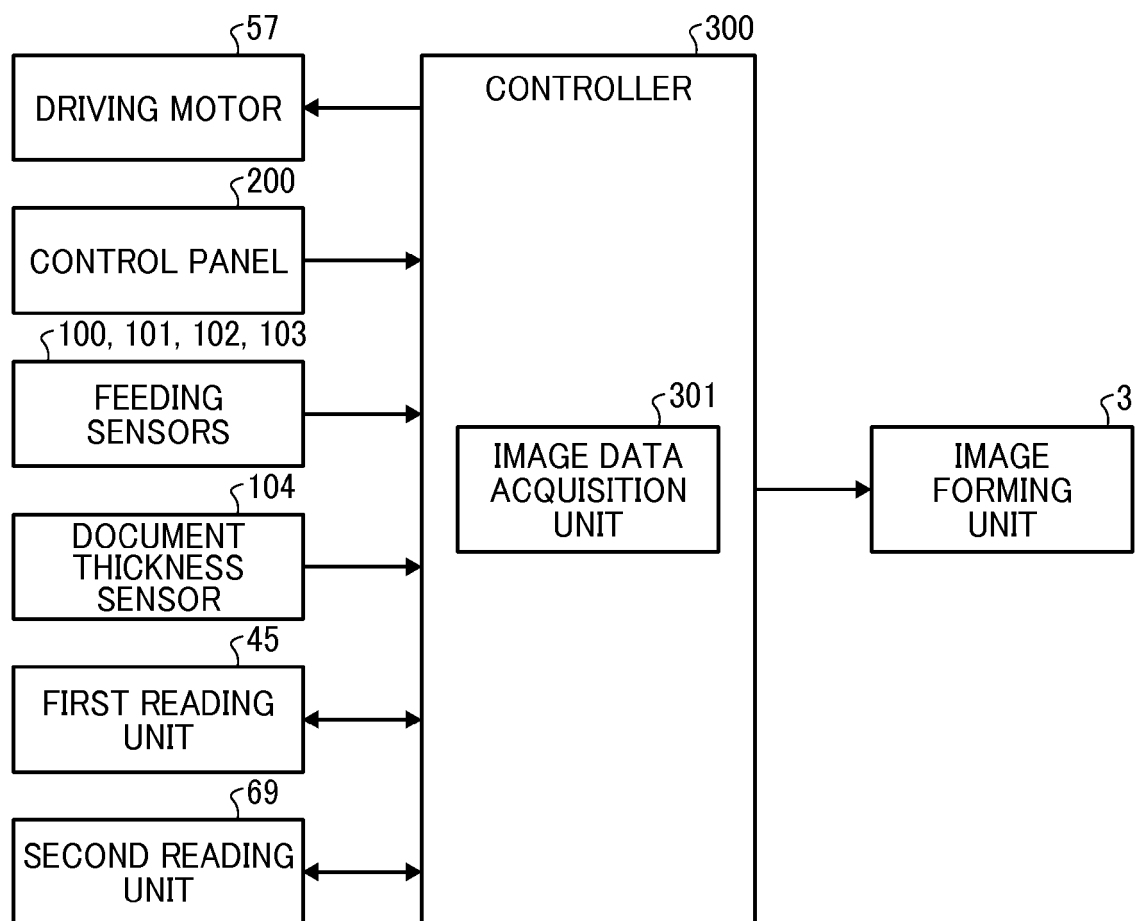 57
DRIVING MOTOR
300
CONTROLLER
200
CONTROL PANEL
100, 101, 102, 103
FEEDING
SENSORS
301
IMAGE DATA
ACQUISITION
UNIT
3
IMAGE
FORMING
UNIT
104
DOCUMENT
THICKNESS
SENSOR
45
FIRST READING
UNIT
69
SECOND READING
UNIT